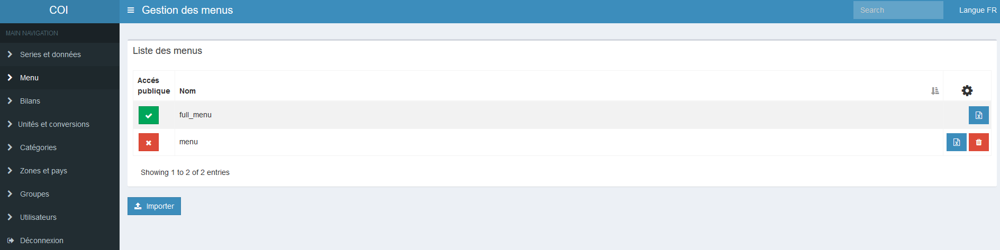 COI
Gestion des menus
Search
Langue FR
MAIN NAVIGATION
Series et données
Menu
Bilans
Unités et conversions
Catégories
Zones et pays
Groupes
Utilisateurs
Déconnexion
Liste des menus
Accés
publique
Nom
full_menu
menu
Showing 1 to 2 of 2 entries
Importer